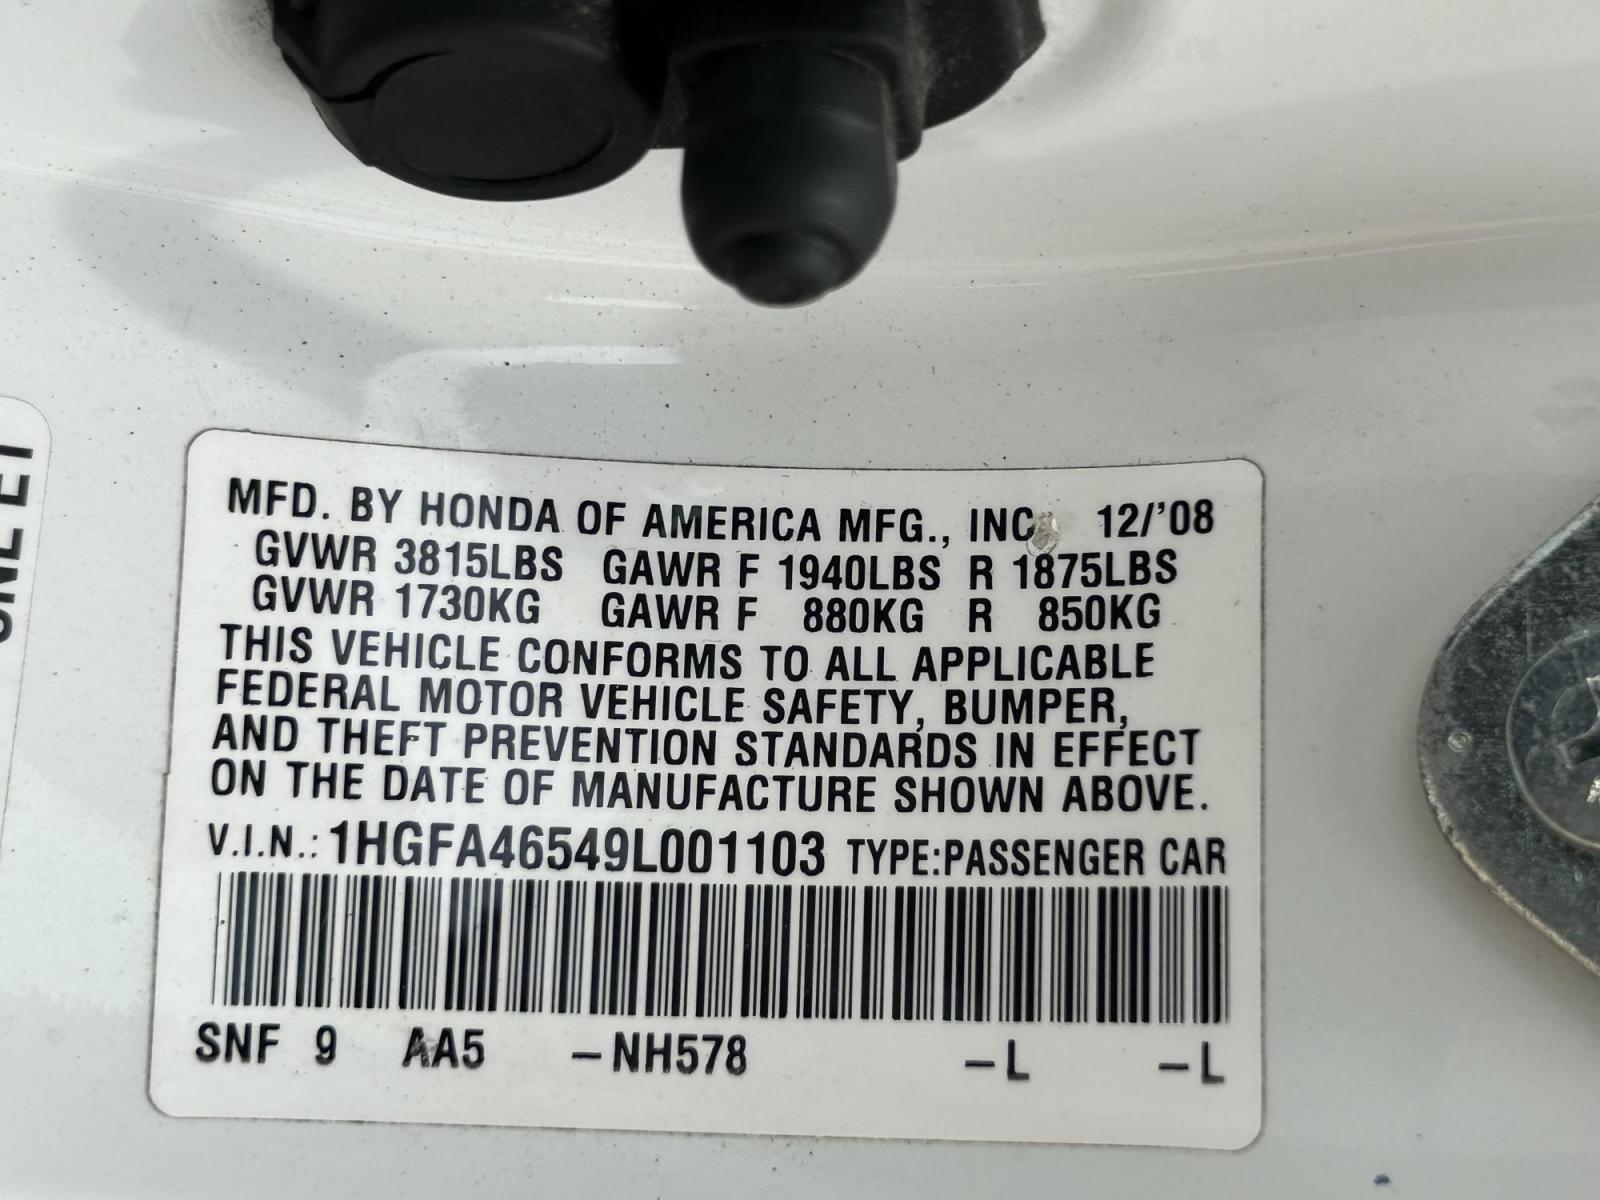 MFD. BY HONDA OF AMERICA MFG., INC 12/'08
GVWR 3815LBS GAWR F 1940LBS R 1875LBS
GVWR 1730KG GAWR F 880KG R 850KG
THIS VEHICLE CONFORMS TO ALL APPLICABLE
FEDERAL MOTOR VEHICLE SAFETY, BUMPER,
AND THEFT PREVENTION STANDARDS IN EFFECT
ON THE DATE OF MANUFACTURE SHOWN ABOVE.
V.I.N.: 1HGFA46549L001103 TYPE:PASSENGER CAR
SNF 9 AA5 –NH578 –L –L